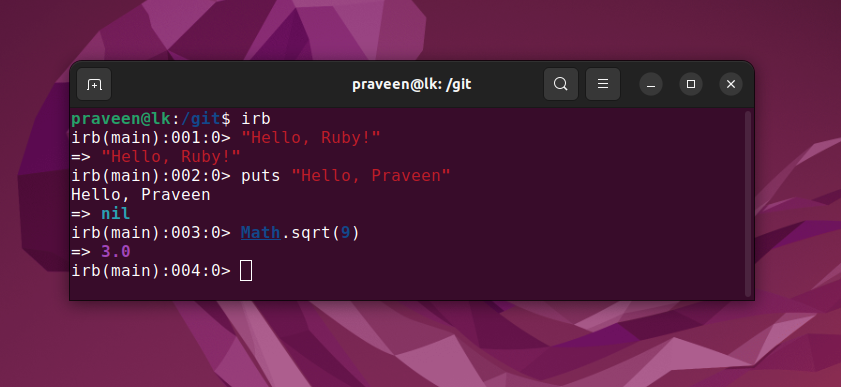 praveen@lk: /git
praveen@lk:/git$ irb
irb(main):001:0> "Hello, Ruby!"
=> "Hello, Ruby!"
irb(main):002:0> puts "Hello, Praveen"
Hello, Praveen
=> nil
irb(main):003:0> Math.sqrt(9)
=> 3.0
irb(main):004:0>